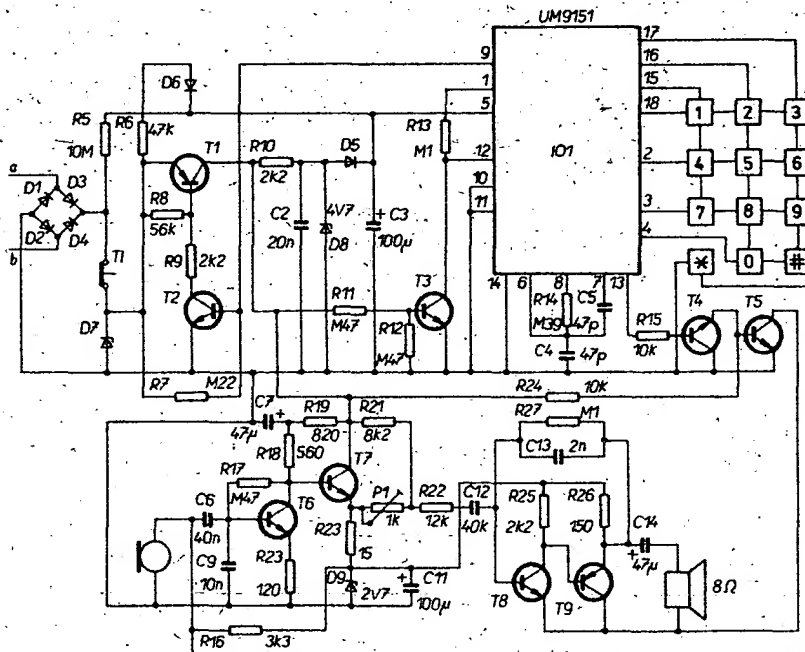 UM9151
17
16
15
18
9
1
5
12
10
11
14
6
8
7
13
2
3
4
IO1
1
2
3
4
5
6
7
8
9
*
0
#
D6
R5
10M
R6
47k
T1
R10
2k2
D5
R13
M1
a
b
D1
D3
D2
D4
R8
56k
R9
2k2
C2
20n
4V7
D8
+
C3
100µ
T2
R11
M47
R12
M47
T3
TI
D7
R7
M22
R14
M39
C5
47p
C4
47p
R15
10k
T4
T5
R24
10k
R27
M1
C13
2n
C7
47µ
+
R19
820
R21
8k2
R18
560
T7
R17
M47
C6
40n
T6
P1
1k
R22
12k
C12
40k
R25
2k2
R26
150
C14
+
47µ
C9
10n
R23
120
R23
15
D9
2V7
+
C11
100µ
T8
T9
8Ω
R16
3k3